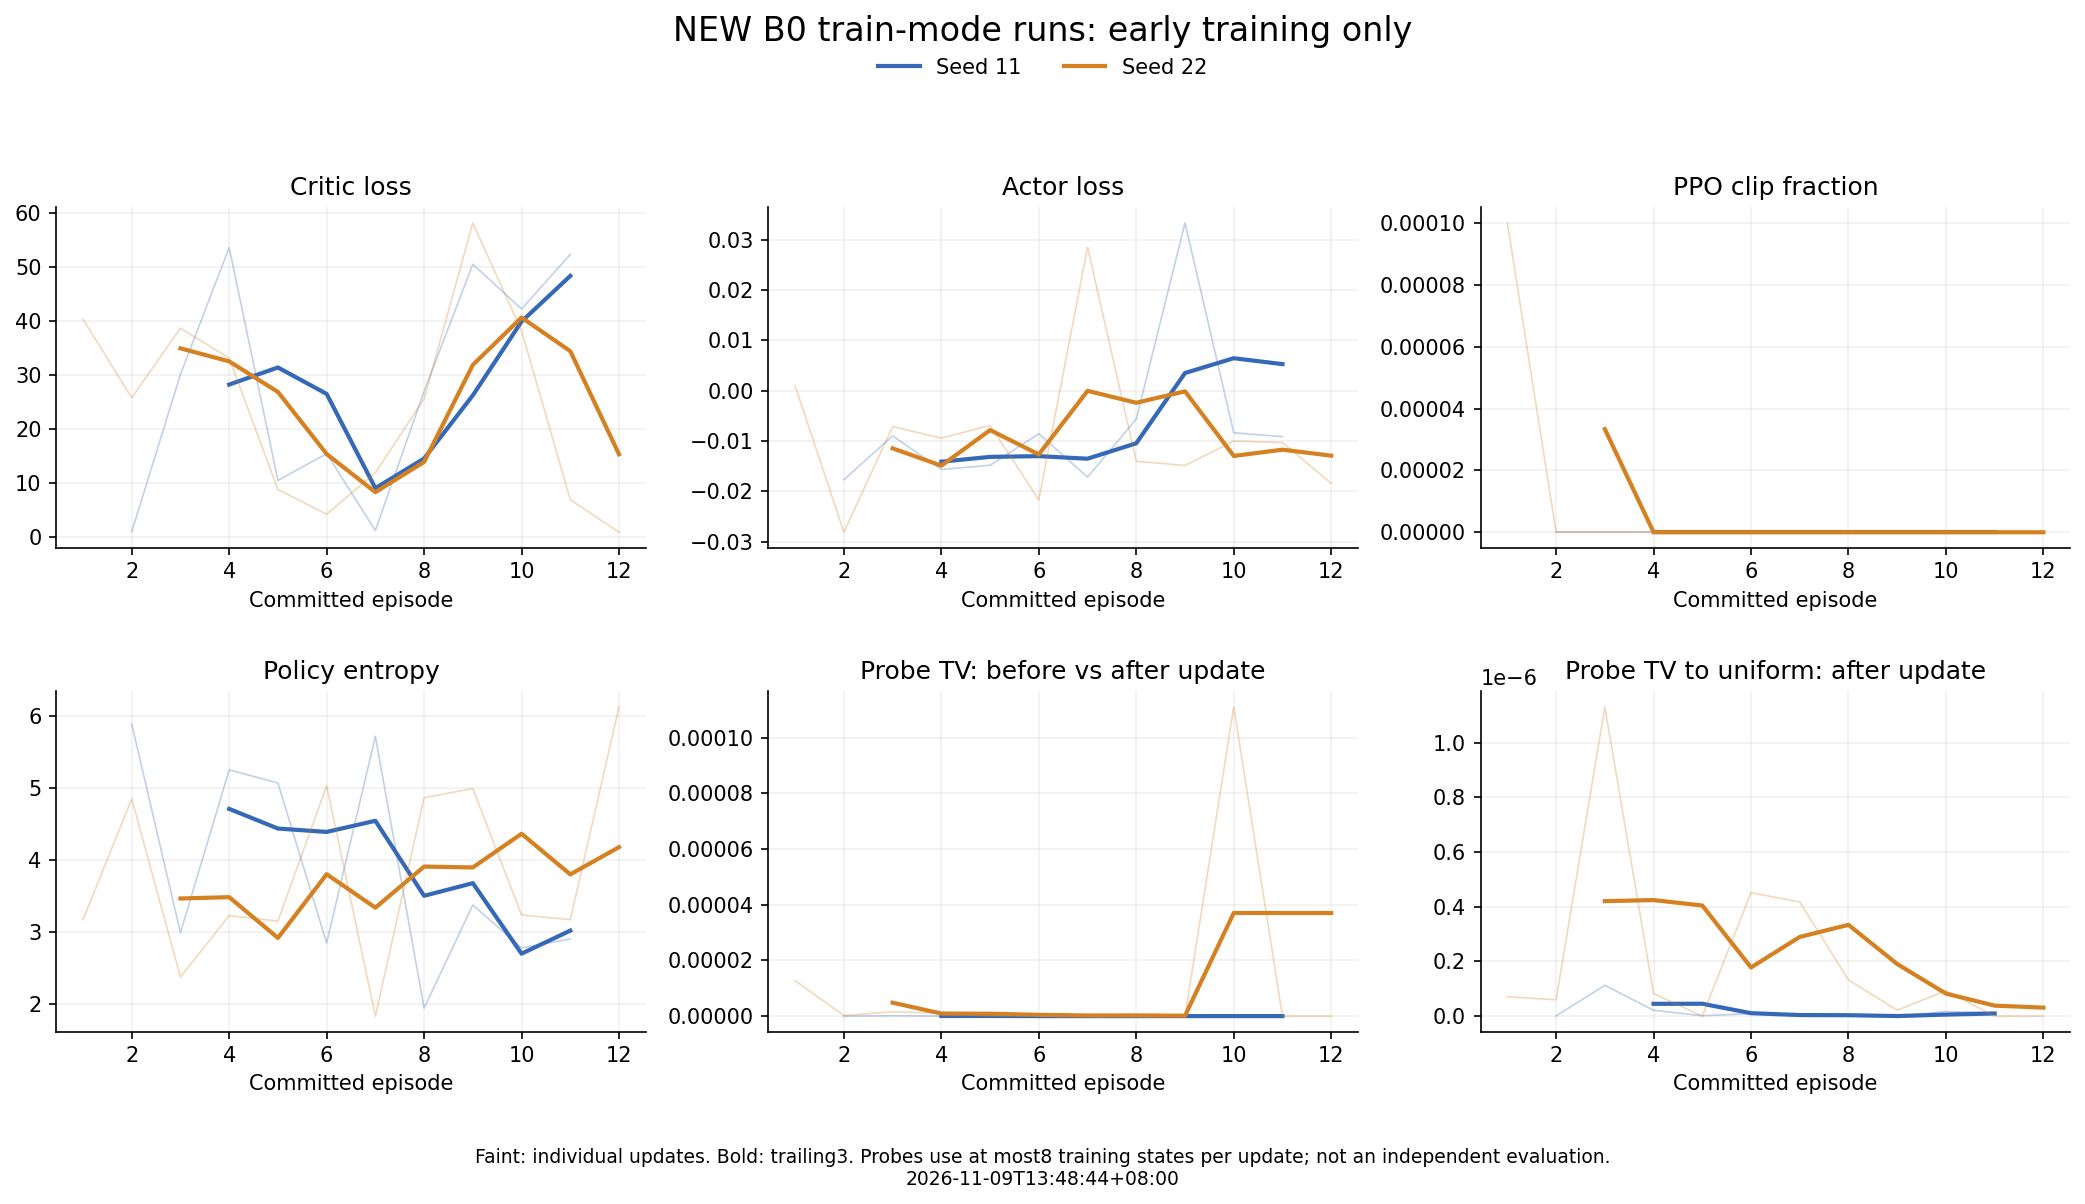 NEW B0 train-mode runs: early training only
Seed 11 Seed 22
Critic loss
60
50
40
30
20
10
0
2 4 6 8 10 12
Committed episode
Actor loss
0.03
0.02
0.01
0.00
−0.01
−0.02
−0.03
2 4 6 8 10 12
Committed episode
PPO clip fraction
0.00010
0.00008
0.00006
0.00004
0.00002
0.00000
2 4 6 8 10 12
Committed episode
Policy entropy
6
5
4
3
2
2 4 6 8 10 12
Committed episode
Probe TV: before vs after update
0.00010
0.00008
0.00006
0.00004
0.00002
0.00000
2 4 6 8 10 12
Committed episode
1e−6 Probe TV to uniform: after update
1.0
0.8
0.6
0.4
0.2
0.0
2 4 6 8 10 12
Committed episode
Faint: individual updates. Bold: trailing3. Probes use at most8 training states per update; not an independent evaluation.
2026-11-09T13:48:44+08:00